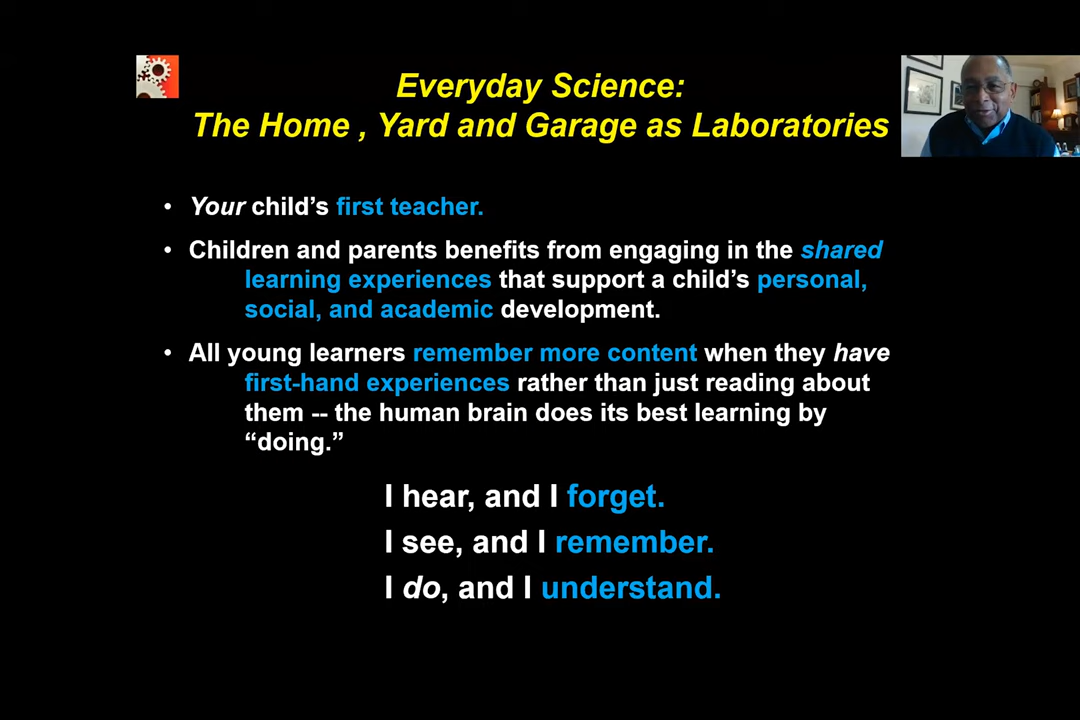 Everyday Science:
The Home , Yard and Garage as Laboratories
• Your child's first teacher.
• Children and parents benefits from engaging in the shared
learning experiences that support a child's personal,
social, and academic development.
• All young learners remember more content when they have
first-hand experiences rather than just reading about
them -- the human brain does its best learning by
“doing.”
I hear, and I forget.
I see, and I remember.
I do, and I understand.